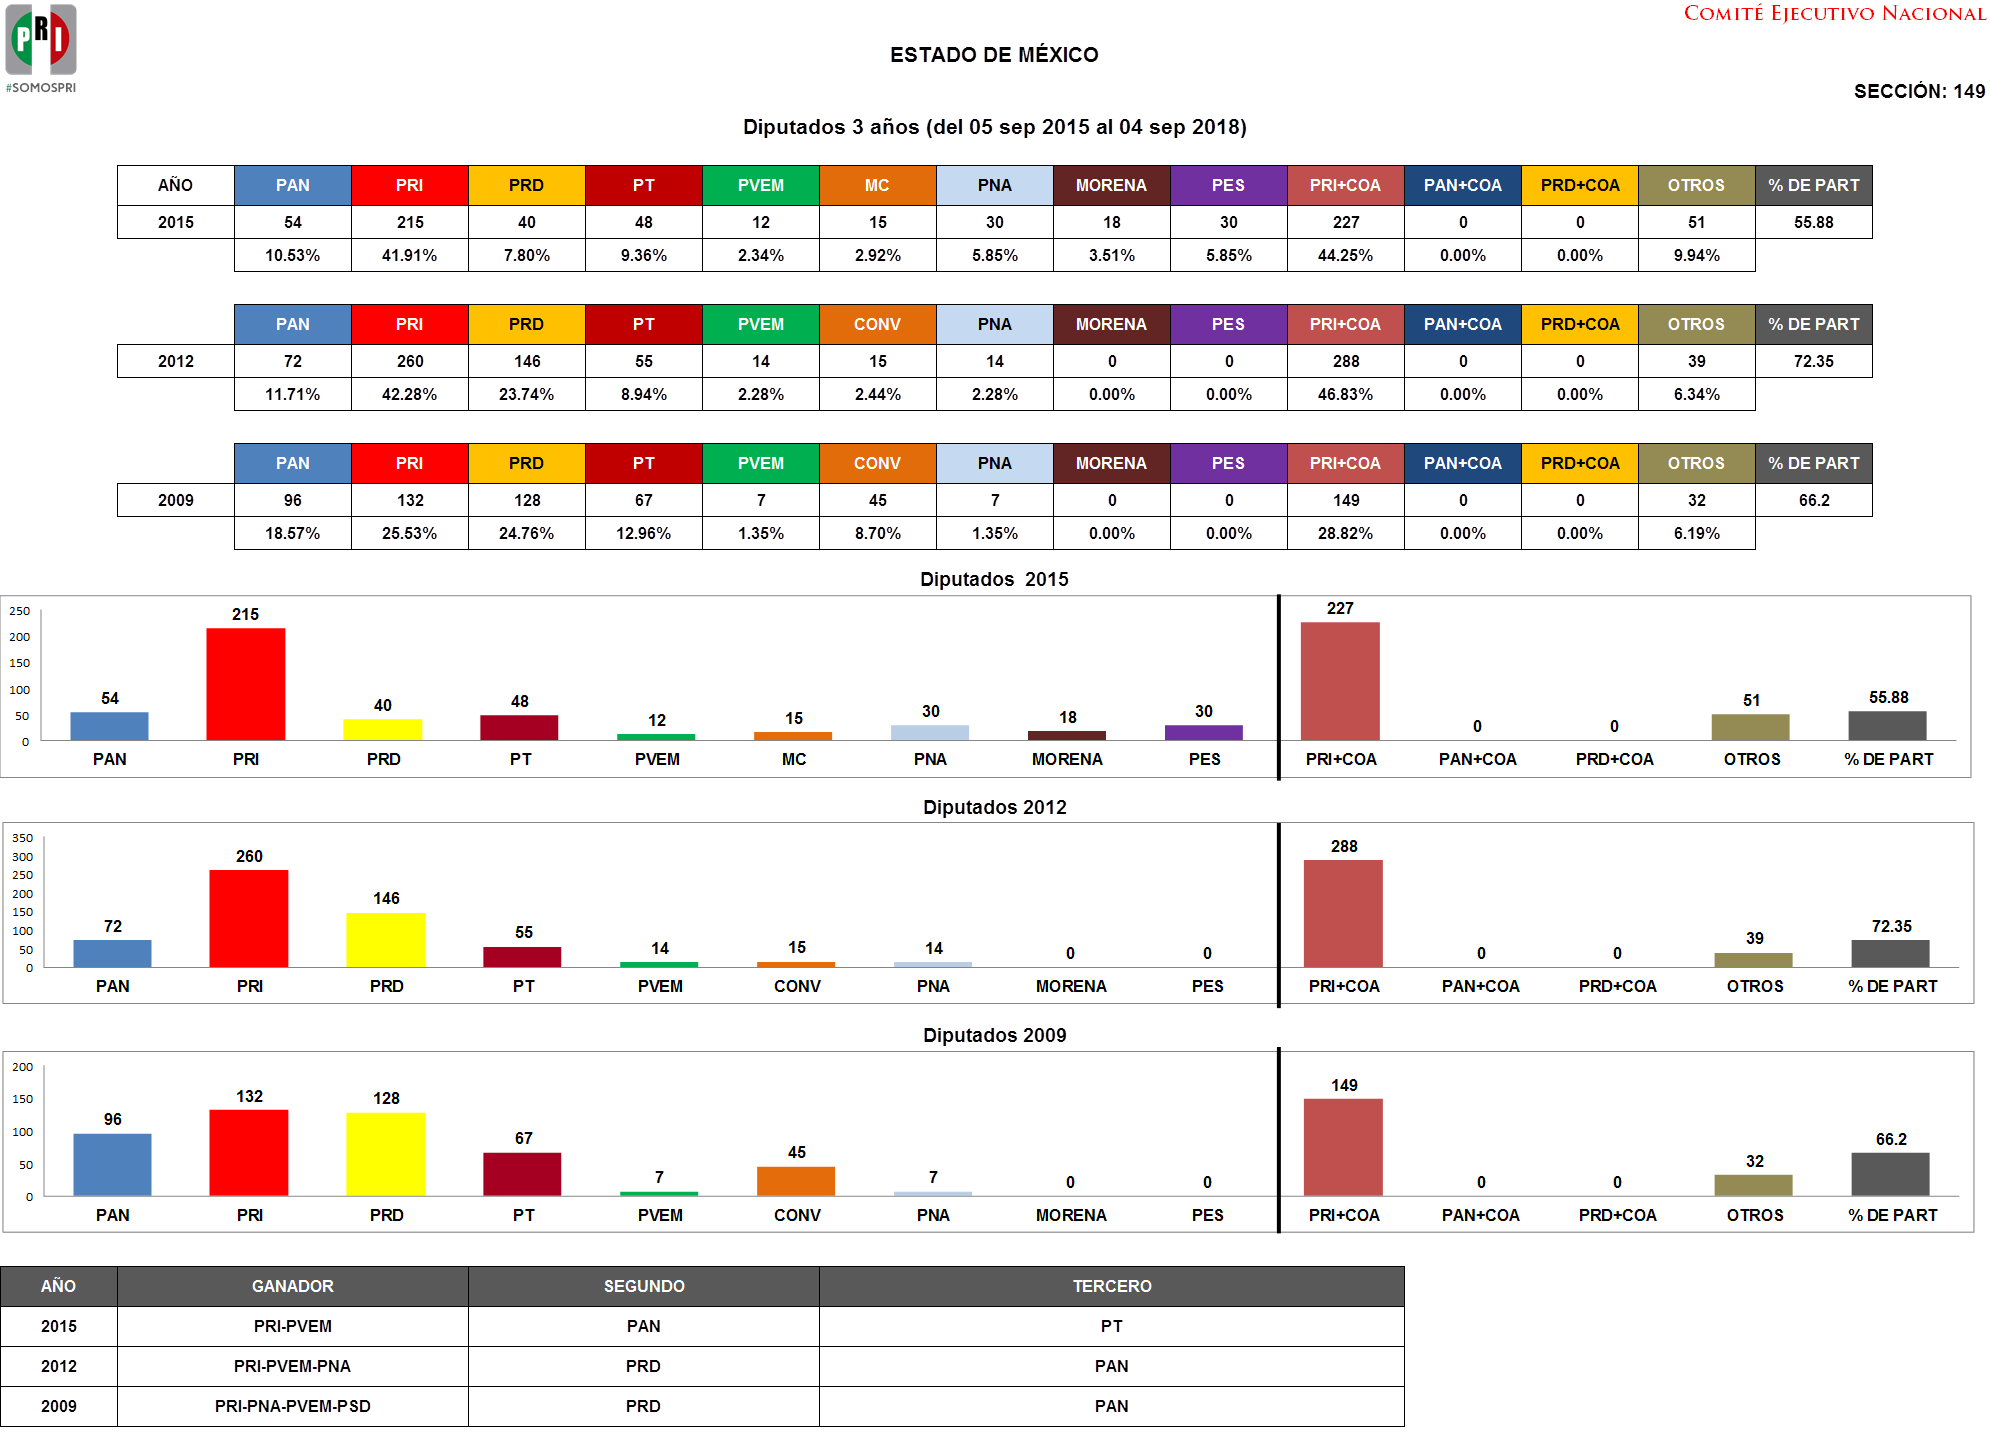 PRI
#SOMOSPRI
COMITÉ EJECUTIVO NACIONAL
ESTADO DE MÉXICO
SECCIÓN: 149
Diputados 3 años (del 05 sep 2015 al 04 sep 2018)
AÑO PAN PRI PRD PT PVEM MC PNA MORENA PES PRI+COA PAN+COA PRD+COA OTROS % DE PART
2015 54 215 40 48 12 15 30 18 30 227 0 0 51 55.88
10.53% 41.91% 7.80% 9.36% 2.34% 2.92% 5.85% 3.51% 5.85% 44.25% 0.00% 0.00% 9.94%
PAN PRI PRD PT PVEM CONV PNA MORENA PES PRI+COA PAN+COA PRD+COA OTROS % DE PART
2012 72 260 146 55 14 15 14 0 0 288 0 0 39 72.35
11.71% 42.28% 23.74% 8.94% 2.28% 2.44% 2.28% 0.00% 0.00% 46.83% 0.00% 0.00% 6.34%
PAN PRI PRD PT PVEM CONV PNA MORENA PES PRI+COA PAN+COA PRD+COA OTROS % DE PART
2009 96 132 128 67 7 45 7 0 0 149 0 0 32 66.2
18.57% 25.53% 24.76% 12.96% 1.35% 8.70% 1.35% 0.00% 0.00% 28.82% 0.00% 0.00% 6.19%
Diputados 2015
250
200
150
100
50
0
54 215 40 48 12 15 30 18 30 227 0 0 51 55.88
PAN PRI PRD PT PVEM MC PNA MORENA PES PRI+COA PAN+COA PRD+COA OTROS % DE PART
Diputados 2012
350
300
250
200
150
100
50
0
72 260 146 55 14 15 14 0 0 288 0 0 39 72.35
PAN PRI PRD PT PVEM CONV PNA MORENA PES PRI+COA PAN+COA PRD+COA OTROS % DE PART
Diputados 2009
200
150
100
50
0
96 132 128 67 7 45 7 0 0 149 0 0 32 66.2
PAN PRI PRD PT PVEM CONV PNA MORENA PES PRI+COA PAN+COA PRD+COA OTROS % DE PART
AÑO GANADOR SEGUNDO TERCERO
2015 PRI-PVEM PAN PT
2012 PRI-PVEM-PNA PRD PAN
2009 PRI-PNA-PVEM-PSD PRD PAN